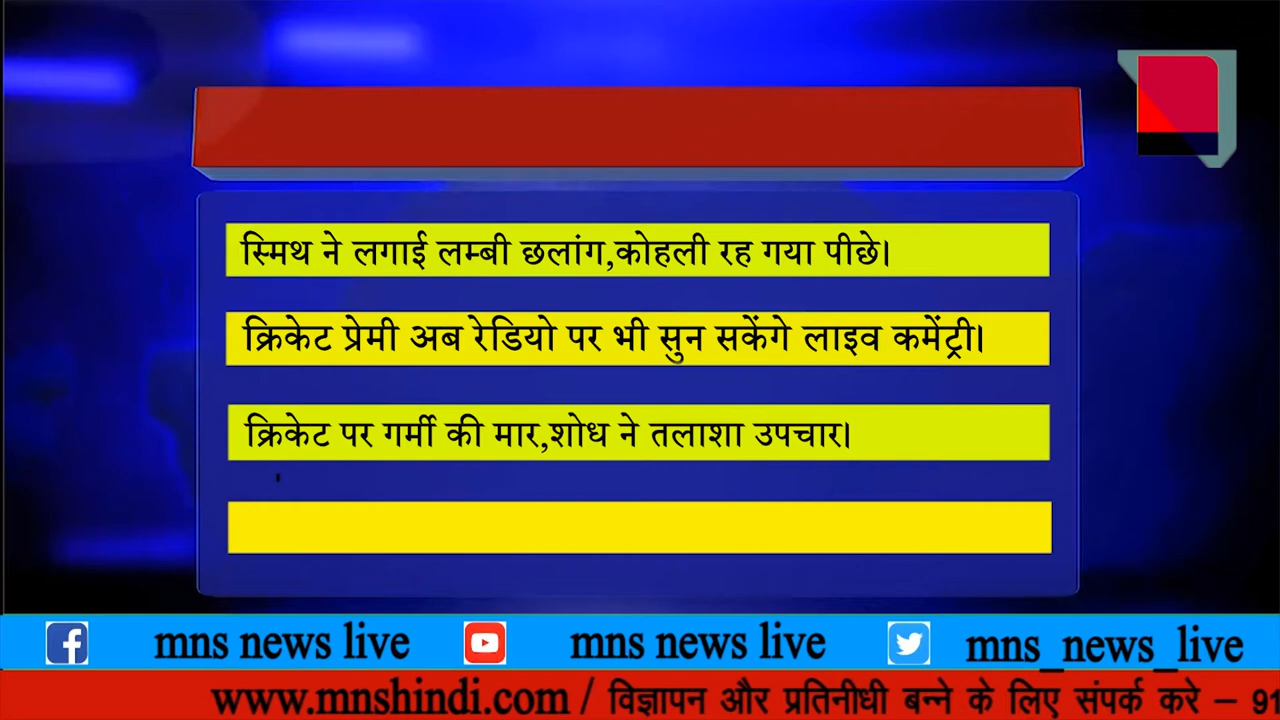 स्मिथ ने लगाई लम्बी छलांग,कोहली रह गया पीछे।
क्रिकेट प्रेमी अब रेडियो पर भी सुन सकेंगे लाइव कमेंट्री।
क्रिकेट पर गर्मी की मार,शोध ने तलाशा उपचार।
mns news live mns news live mns_news_live
www.mnshindi.com / विज्ञापन और प्रतिनीधी बन्ने के लिए संपर्क करे – 91